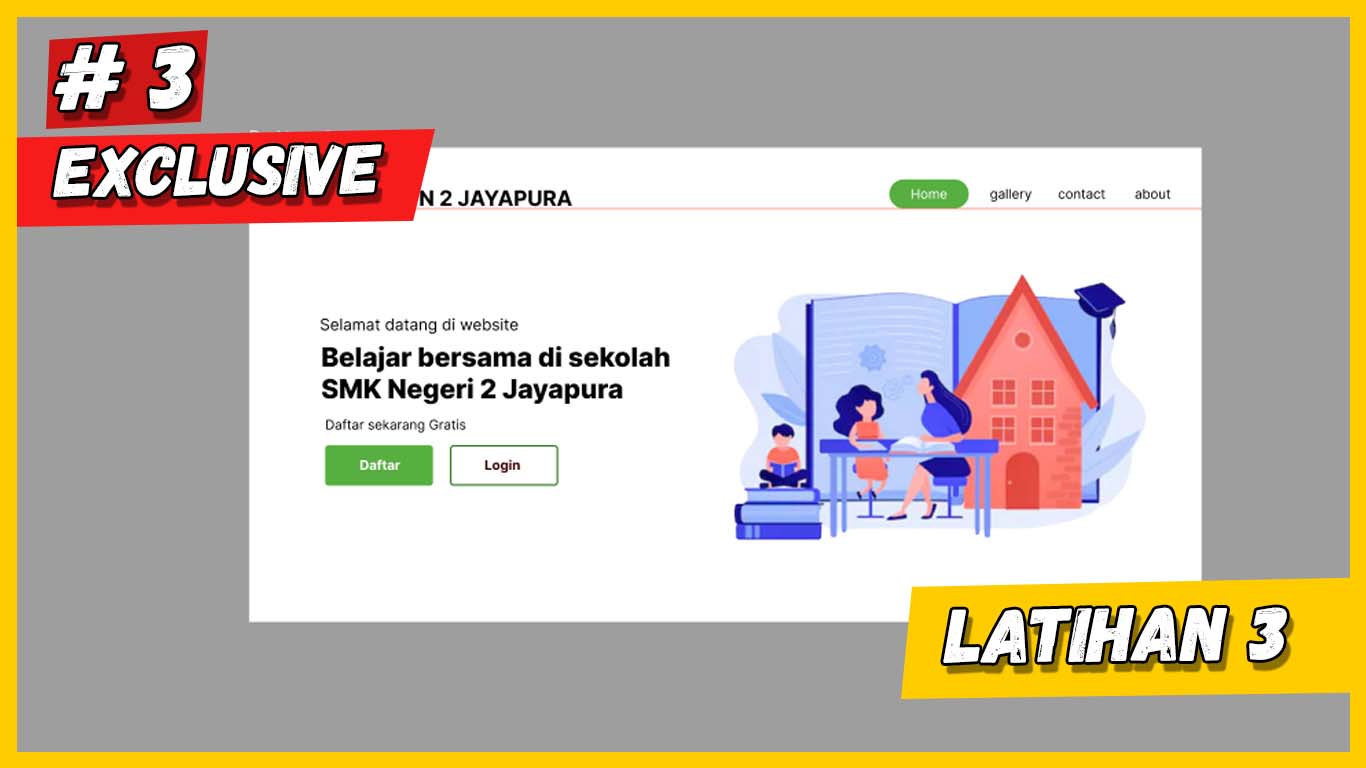 # 3
EXCLUSIVE
N 2 JAYAPURA
Home gallery contact about
Selamat datang di website
Belajar bersama di sekolah
SMK Negeri 2 Jayapura
Daftar sekarang Gratis
Daftar Login
LATIHAN 3